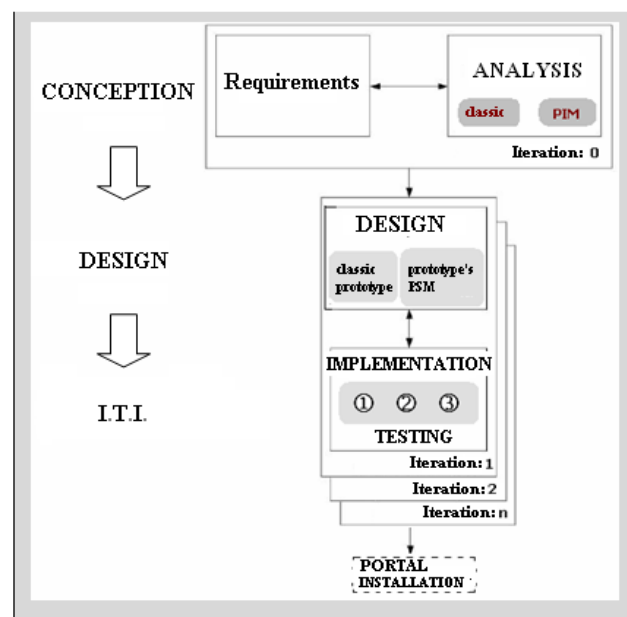 CONCEPTION
DESIGN
I.T.I.
Requirements
ANALYSIS
classic
PIM
Iteration: 0
DESIGN
classic
prototype
prototype's
PSM
IMPLEMENTATION
① ② ③
TESTING
Iteration: 1
Iteration: 2
Iteration: n
PORTAL
INSTALLATION